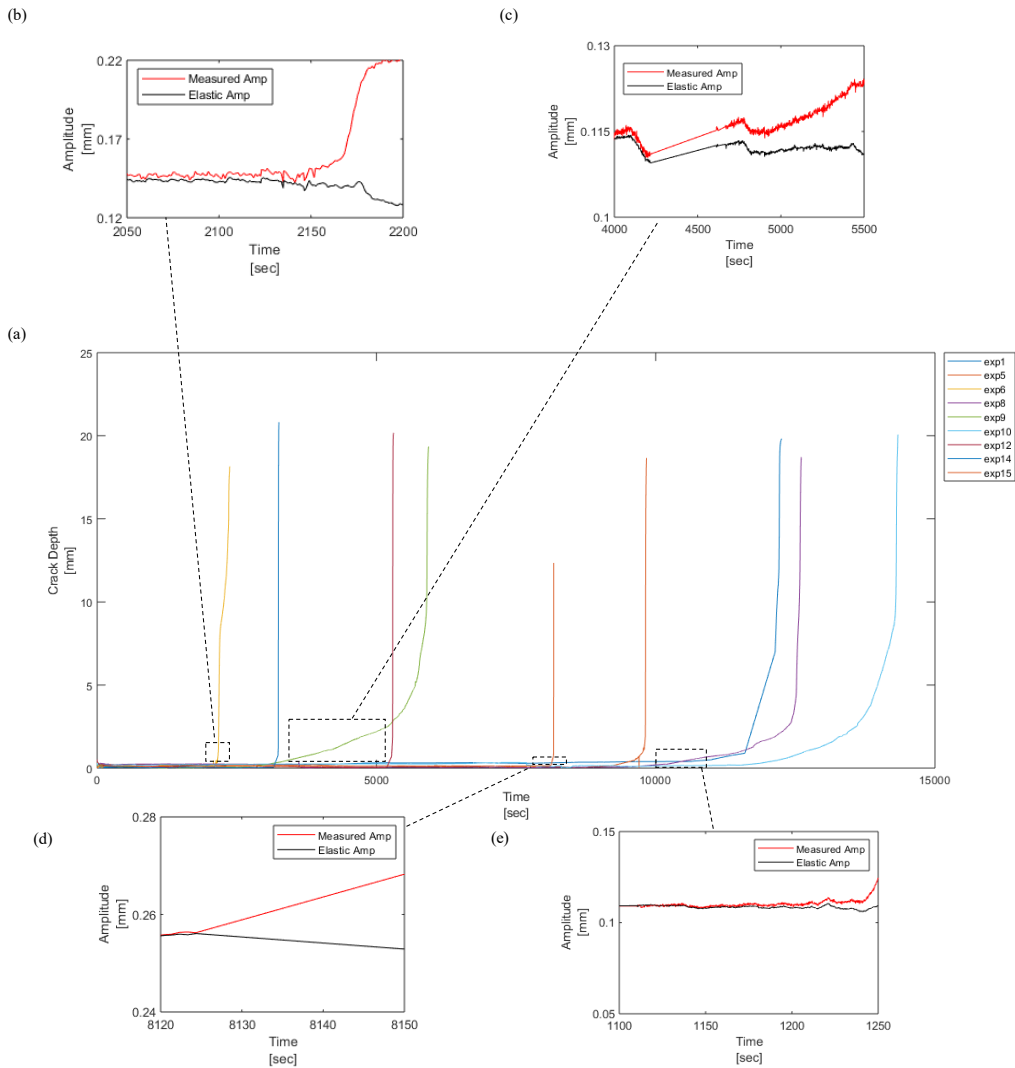 (b)
0.22
0.17
0.12
Amplitude
[mm]
Measured Amp
Elastic Amp
2050 2100 2150 2200
Time
[sec]
(c)
0.13
0.115
0.1
Amplitude
[mm]
Measured Amp
Elastic Amp
4000 4500 5000 5500
Time
[sec]
(a)
25
20
15
10
5
0
Crack Depth
[mm]
0 5000 10000 15000
Time
[sec]
exp1
exp5
exp6
exp8
exp9
exp10
exp12
exp14
exp15
(d)
0.28
0.26
0.24
Amplitude
[mm]
Measured Amp
Elastic Amp
8120 8130 8140 8150
Time
[sec]
(e)
0.15
0.1
0.05
Amplitude
[mm]
Measured Amp
Elastic Amp
1100 1150 1200 1250
Time
[sec]